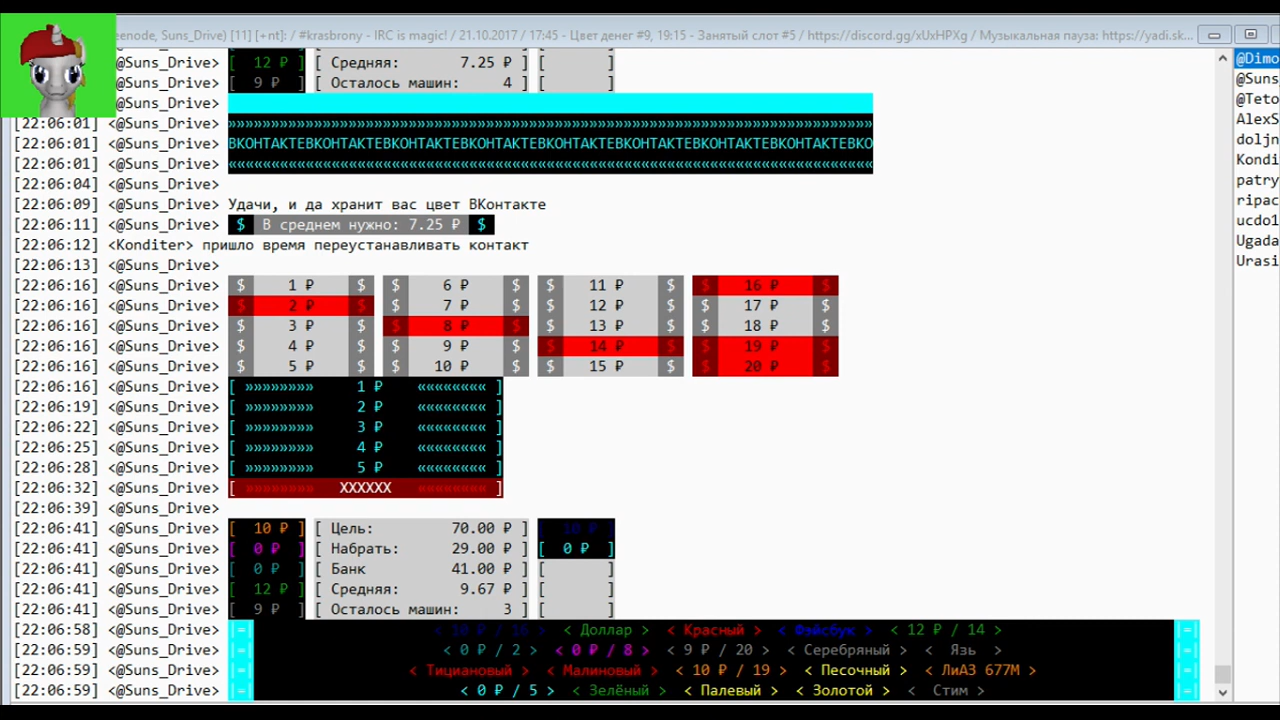 eenode, Suns_Drive) [11] [+nt]: / #krasbrony - IRC is magic! / 21.10.2017 / 17:45 - Цвет денег #9, 19:15 - Занятый слот #5 / https://discord.gg/xUxHPXg / Музыкальная пауза: https://yadi.sk...
@Suns_Drive> [ 12 ₽ ] [ Средняя: 7.25 ₽ ] [ ] @Dimo
@Suns_Drive> [ 9 ₽ ] [ Осталось машин: 4 ] [ ] @Suns_
@Suns_Drive> @Teto
[22:06:01] <@Suns_Drive> »»»»»»»»»»»»»»»»»»»»»»»»»»»»»»»»»»»»»»»»»»»»»»»»»»»»»»»»»»»»»»»»»»»»»»»»»»» AlexS
[22:06:01] <@Suns_Drive> ВКОНТАКТЕВКОНТАКТЕВКОНТАКТЕВКОНТАКТЕВКОНТАКТЕВКОНТАКТЕВКОНТАКТЕВКОНТАКТЕВКО doljn
[22:06:01] <@Suns_Drive> ««««««««««««««««««««««««««««««««««««««««««««««««««««««««««««««««««««««««««« Kondi
[22:06:04] <@Suns_Drive> patry
[22:06:09] <@Suns_Drive> Удачи, и да хранит вас цвет ВКонтакте ripac
[22:06:11] <@Suns_Drive> $ В среднем нужно: 7.25 ₽ $ ucdo1
[22:06:12] <Konditer> пришло время переустанавливать контакт Ugada
[22:06:13] <@Suns_Drive> Urasi
[22:06:16] <@Suns_Drive> $ 1 ₽ $ $ 6 ₽ $ $ 11 ₽ $ $ 16 ₽ $
[22:06:16] <@Suns_Drive> $ 2 ₽ $ $ 7 ₽ $ $ 12 ₽ $ $ 17 ₽ $
[22:06:16] <@Suns_Drive> $ 3 ₽ $ $ 8 ₽ $ $ 13 ₽ $ $ 18 ₽ $
[22:06:16] <@Suns_Drive> $ 4 ₽ $ $ 9 ₽ $ $ 14 ₽ $ $ 19 ₽ $
[22:06:16] <@Suns_Drive> $ 5 ₽ $ $ 10 ₽ $ $ 15 ₽ $ $ 20 ₽ $
[22:06:16] <@Suns_Drive> [ »»»»»»»» 1 ₽ «««««««« ]
[22:06:19] <@Suns_Drive> [ »»»»»»»» 2 ₽ «««««««« ]
[22:06:22] <@Suns_Drive> [ »»»»»»»» 3 ₽ «««««««« ]
[22:06:25] <@Suns_Drive> [ »»»»»»»» 4 ₽ «««««««« ]
[22:06:28] <@Suns_Drive> [ »»»»»»»» 5 ₽ «««««««« ]
[22:06:32] <@Suns_Drive> [ »»»»»»»» XXXXXX «««««««« ]
[22:06:39] <@Suns_Drive>
[22:06:41] <@Suns_Drive> [ 10 ₽ ] [ Цель: 70.00 ₽ ] [ 10 ₽ ]
[22:06:41] <@Suns_Drive> [ 0 ₽ ] [ Набрать: 29.00 ₽ ] [ 0 ₽ ]
[22:06:41] <@Suns_Drive> [ 0 ₽ ] [ Банк 41.00 ₽ ] [ ]
[22:06:41] <@Suns_Drive> [ 12 ₽ ] [ Средняя: 9.67 ₽ ] [ ]
[22:06:41] <@Suns_Drive> [ 9 ₽ ] [ Осталось машин: 3 ] [ ]
[22:06:58] <@Suns_Drive> |=| < 10 ₽ / 16 > < Доллар > < Красный > < Фэйсбук > < 12 ₽ / 14 > |=|
[22:06:59] <@Suns_Drive> |=| < 0 ₽ / 2 > < 0 ₽ / 8 > < 9 ₽ / 20 > < Серебряный > < Язь > |=|
[22:06:59] <@Suns_Drive> |=| < Тициановый > < Малиновый > < 10 ₽ / 19 > < Песочный > < ЛиАЗ 677М > |=|
[22:06:59] <@Suns_Drive> |=| < 0 ₽ / 5 > < Зелёный > < Палевый > < Золотой > < Стим > |=|